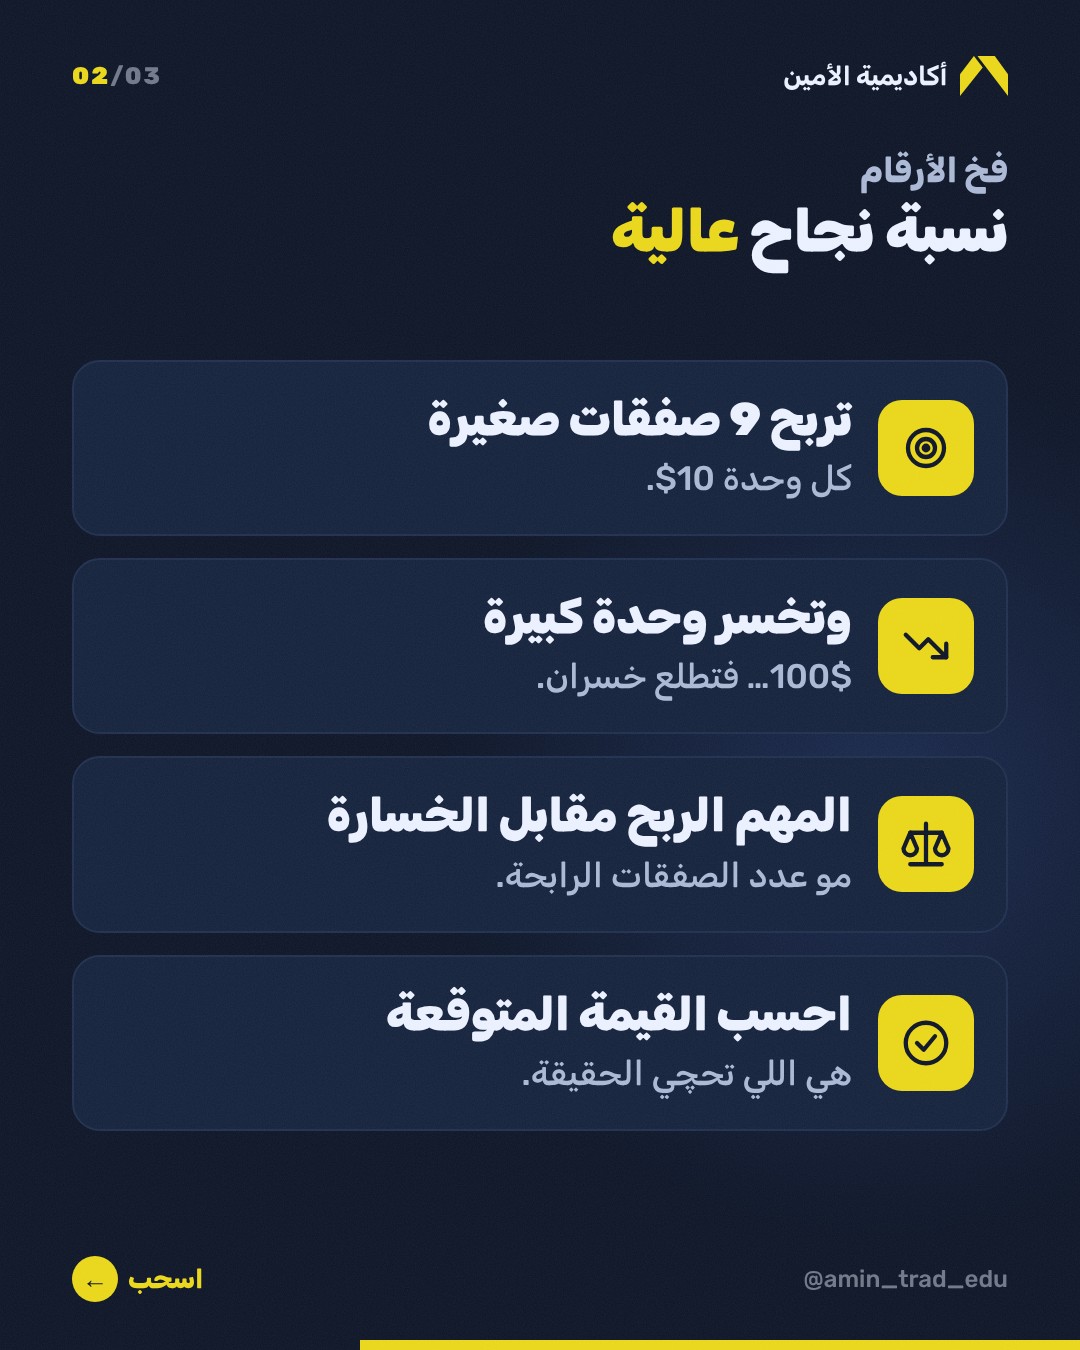 أكاديمية الأمين
02/03
فخ الأرقام
نسبة نجاح عالية
تربح 9 صفقات صغيرة
كل وحدة 10$.
وتخسر وحدة كبيرة
$100... فتطلع خسران.
المهم الربح مقابل الخسارة
مو عدد الصفقات الرابحة.
احسب القيمة المتوقعة
هي اللي تحچي الحقيقة.
@amin_trad_edu
اسحب ←